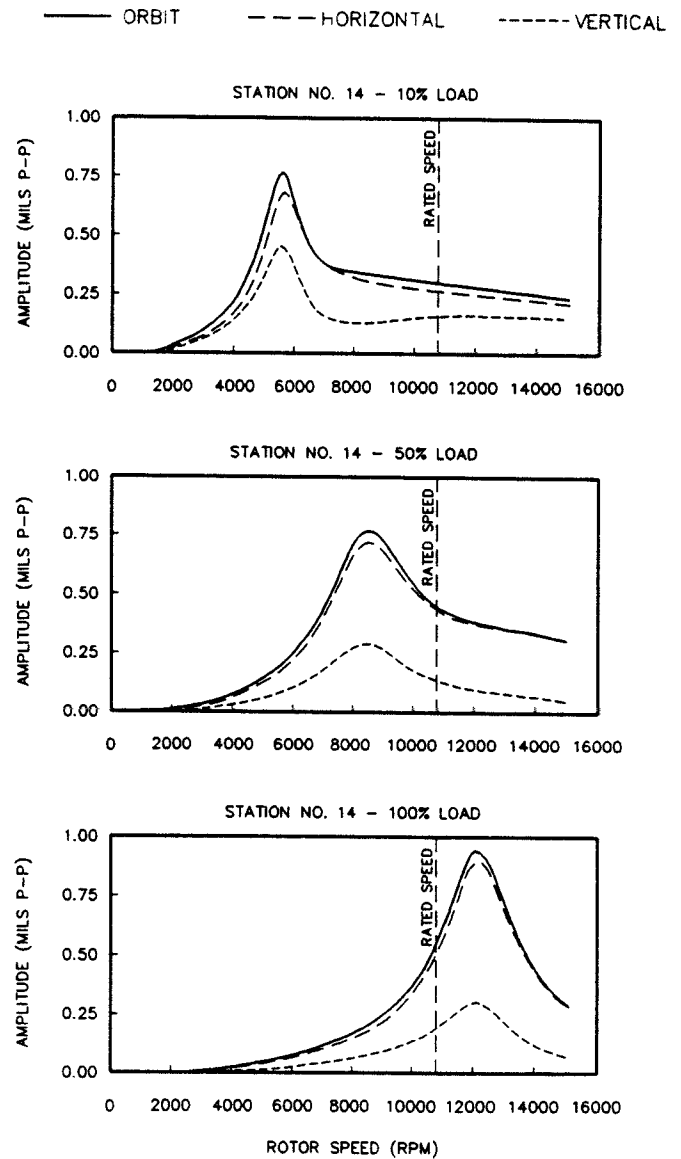 ORBIT HORIZONTAL VERTICAL
STATION NO. 14 - 10% LOAD
AMPLITUDE (MILS P-P)
1.00
0.75
0.50
0.25
0.00
RATED SPEED
0 2000 4000 6000 8000 10000 12000 14000 16000
STATION NO. 14 - 50% LOAD
AMPLITUDE (MILS P-P)
1.00
0.75
0.50
0.25
0.00
RATED SPEED
0 2000 4000 6000 8000 10000 12000 14000 16000
STATION NO. 14 - 100% LOAD
AMPLITUDE (MILS P-P)
1.00
0.75
0.50
0.25
0.00
RATED SPEED
0 2000 4000 6000 8000 10000 12000 14000 16000
ROTOR SPEED (RPM)